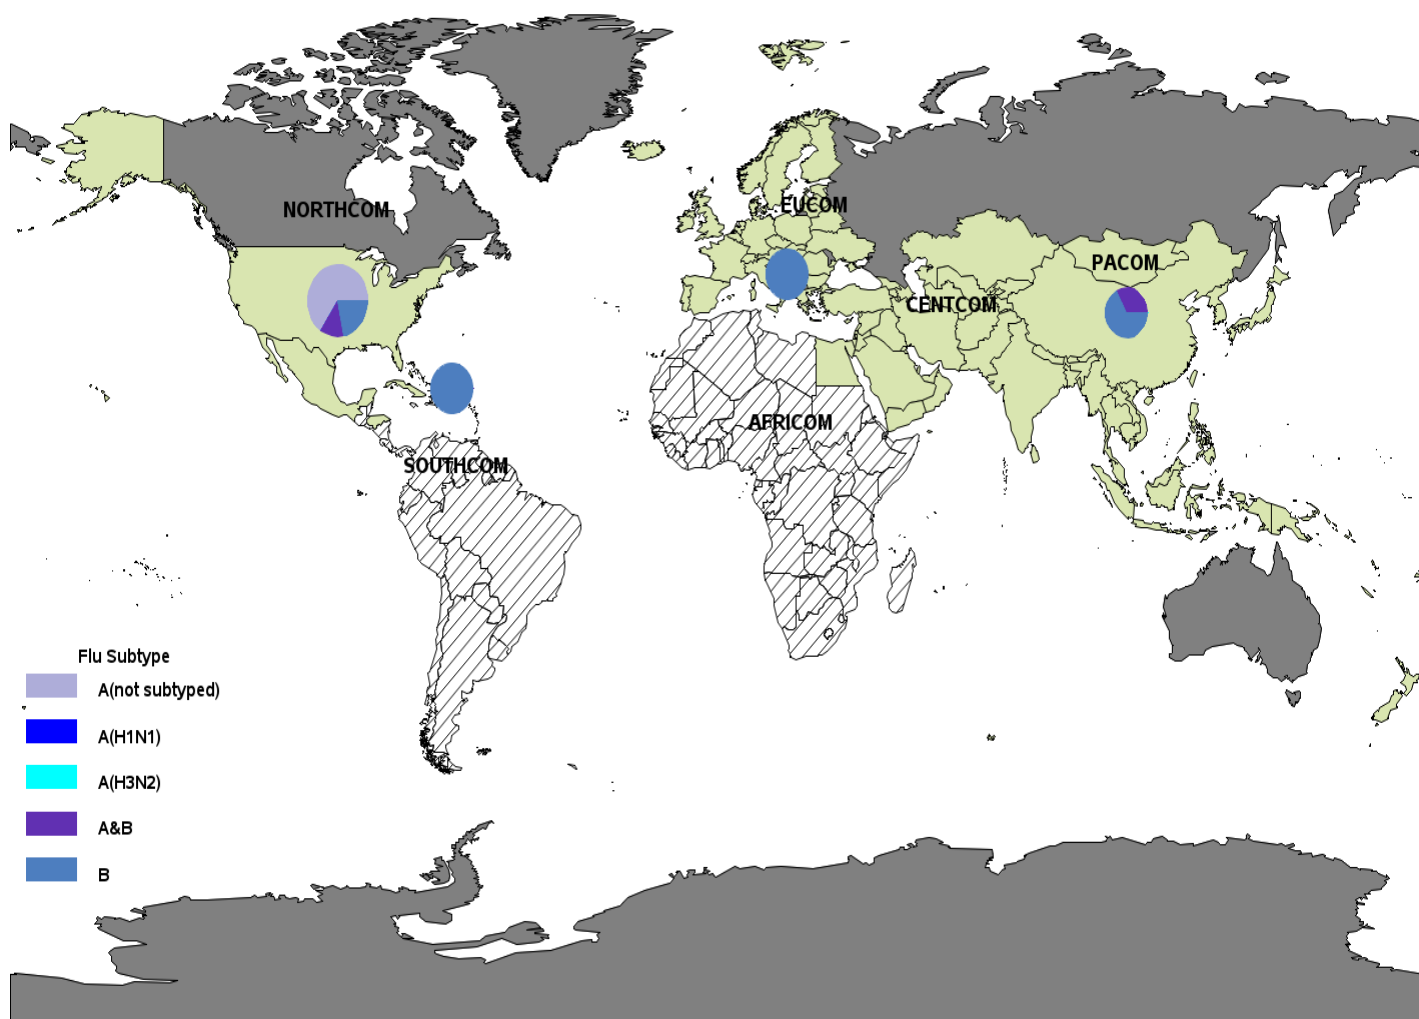 NORTHCOM
EUCOM
PACOM
CENTCOM
AFRICOM
SOUTHCOM
Flu Subtype
A(not subtyped)
A(H1N1)
A(H3N2)
A&B
B